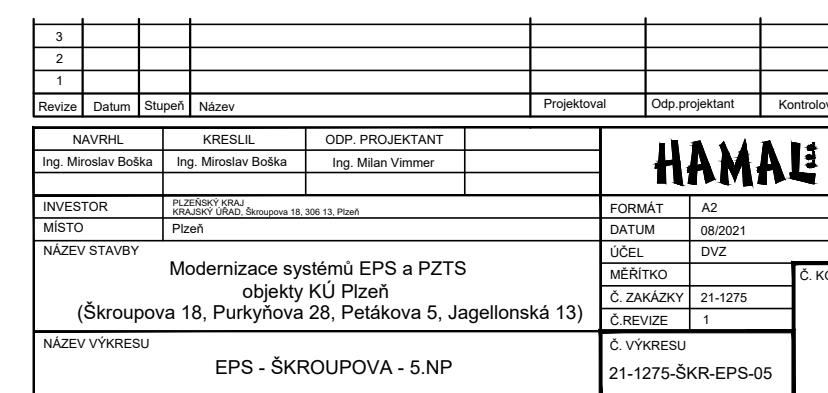 3
2
1
Revize Datum Stupeň Název Projektoval Odp.projektant
NAVRHL KRESLIL ODP. PROJEKTANT
Ing. Miroslav Boška Ing. Miroslav Boška Ing. Milan Vimmer
HAMAL
INVESTOR PLZEŇSKÝ KRAJ
KRAJSKÝ ÚŘAD, Škroupova 18, 306 13, Plzeň
MÍSTO Plzeň
NÁZEV STAVBY
Modernizace systémů EPS a PZTS
objekty KÚ Plzeň
(Škroupova 18, Purkyňova 28, Petákova 5, Jagellonská 13)
NÁZEV VÝKRESU
EPS - ŠKROUPOVA - 5.NP
FORMÁT A2
DATUM 08/2021
ÚČEL DVZ
MĚŘÍTKO
Č. ZAKÁZKY 21-1275
Č.REVIZE 1
Č. VÝKRESU
21-1275-ŠKR-EPS-05